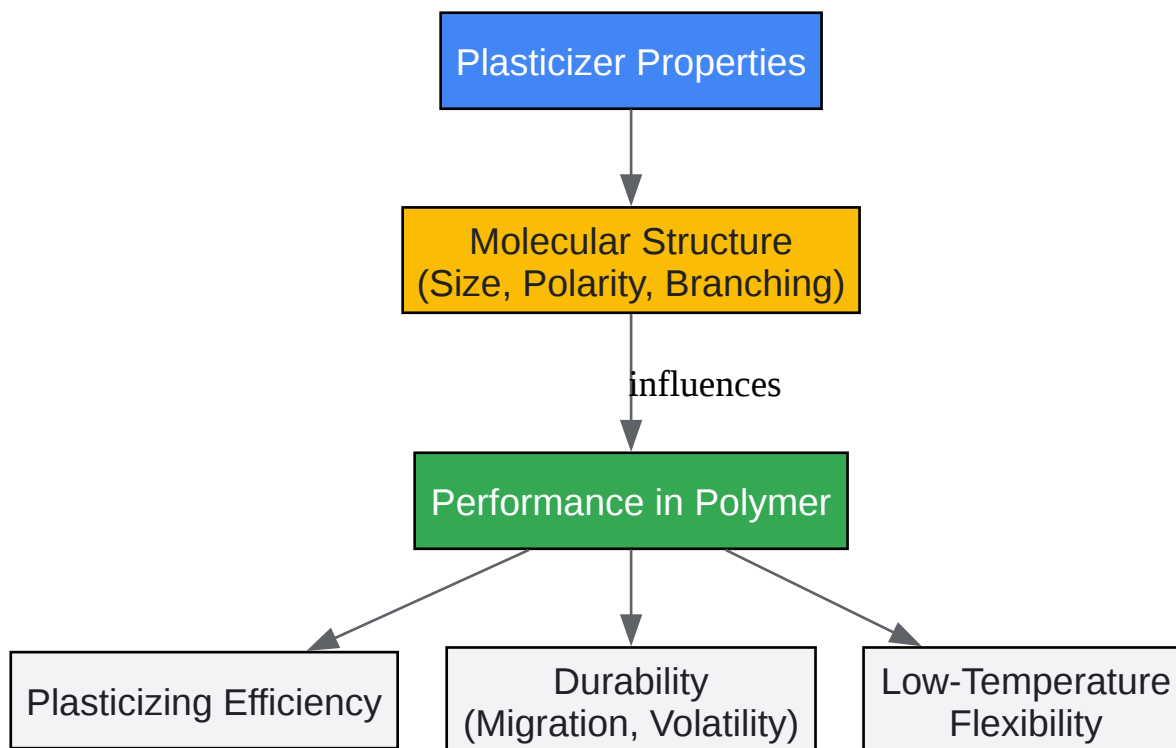 Plasticizer Properties
Molecular Structure
(Size, Polarity, Branching)
influences
Performance in Polymer
Plasticizing Efficiency
Durability
(Migration, Volatility)
Low-Temperature
Flexibility